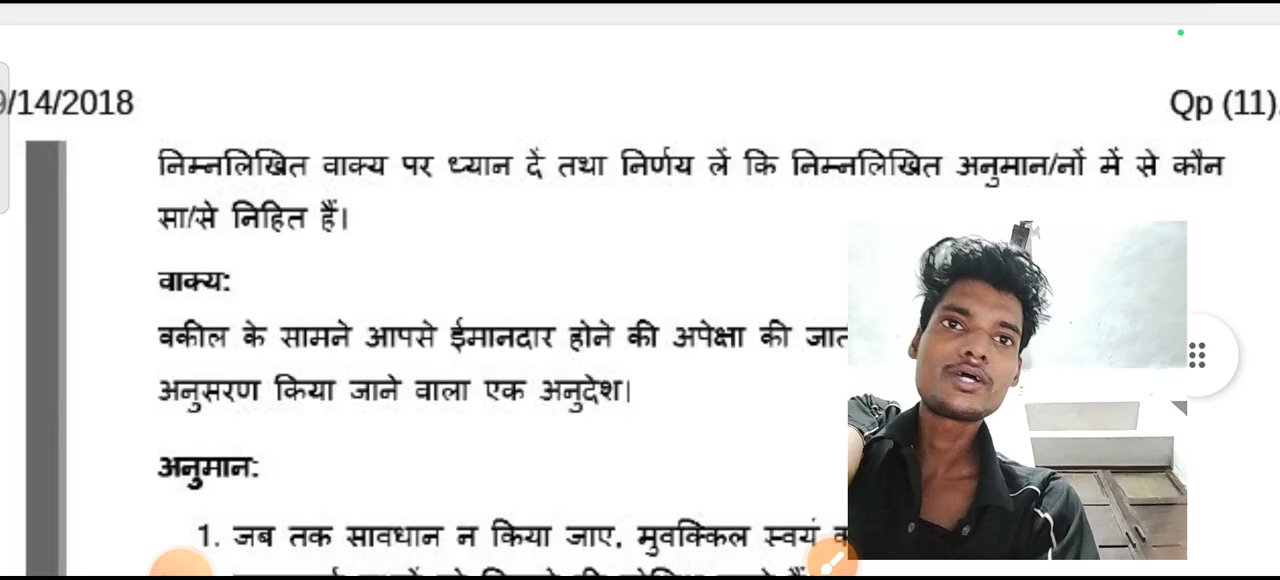 9/14/2018
Qp (11).
निम्नलिखित वाक्य पर ध्यान दें तथा निर्णय लें कि निम्नलिखित अनुमान/नों में से कौन
सा/से निहित हैं।
वाक्य:
वकील के सामने आपसे ईमानदार होने की अपेक्षा की
अनुसरण किया जाने वाला एक अनुदेश।
अनुमान:
1. जब तक सावधान न किया जाए, मुवक्किल स्वयं